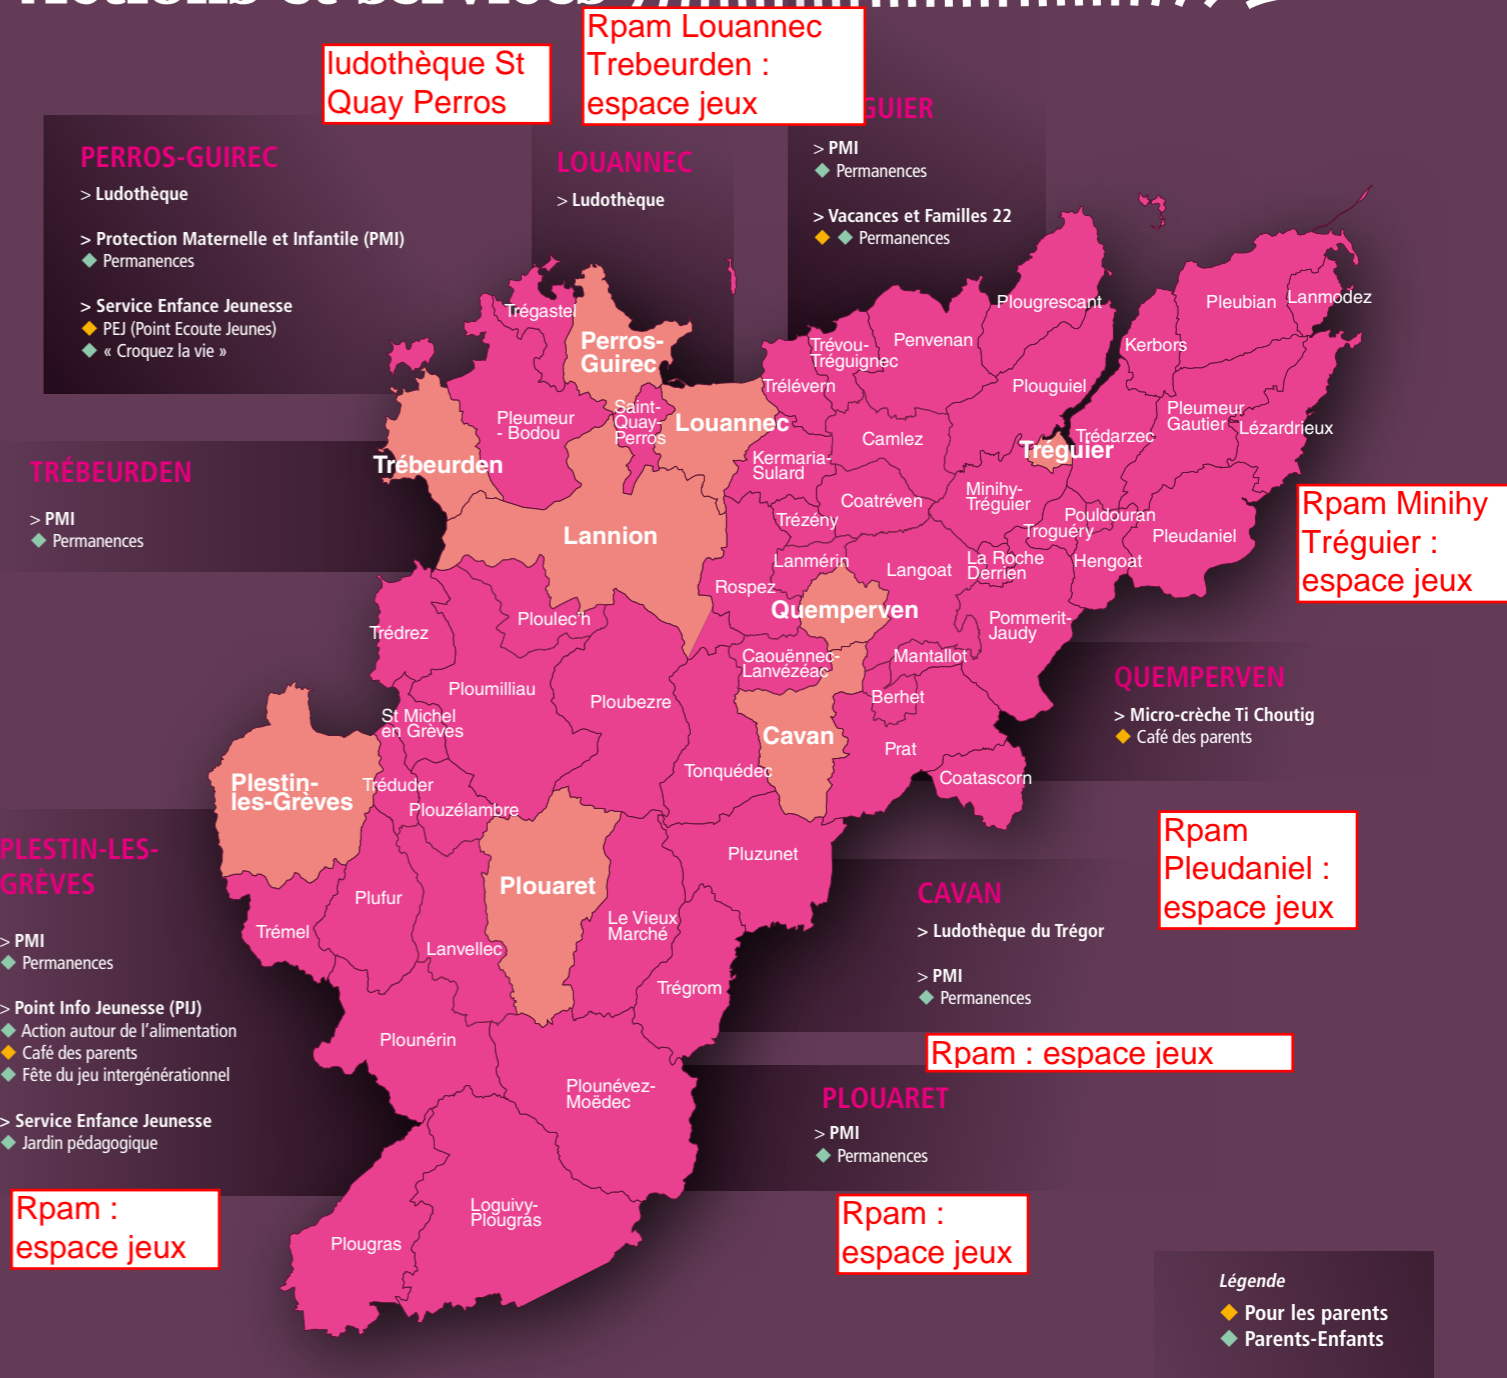 ludothèque St
Quay Perros
Rpam Louannec
Trebeurden :
espace jeux
PERROS-GUIREC
> Ludothèque
> Protection Maternelle et Infantile (PMI)
Permanences
> Service Enfance Jeunesse
PEJ (Point Ecoute Jeunes)
« Croquez la vie »
LOUANNEC
> Ludothèque
GUIER
> PMI
Permanences
> Vacances et Familles 22
Permanences
TRÉBEURDEN
> PMI
Permanences
Trégastel
Perros-
Guirec
Pleumeur
- Bodou
Saint-
Quay-
Perros
Louannec
Trébeurden
Lannion
Trévou-
Tréguignec
Trélévern
Penvenan
Plougrescant
Plouguiel
Kerbors
Pleubian
Lanmodez
Pleumeur
Gautier
Lézardrieux
Trédarzec
Tréguier
Camlez
Kermaria-
Sulard
Coatréven
Minihy-
Tréguier
Trézény
Pouldouran
Troguéry
Pleudaniel
Hengoat
La Roche
Derrien
Langoat
Lanmérin
Rospez
Quemperven
Pommerit-
Jaudy
Caouënnec-
Lanvézéac
Mantallot
Berhet
Cavan
Prat
Coatascorn
Tonquédec
Ploubezre
Ploulec'h
Trédrez
Ploumilliau
St Michel
en Grèves
Plestin-
les-Grèves
Tréduder
Plouzélambre
Plouaret
Pluzunet
Plufur
Trémel
Lanvellec
Le Vieux
Marché
Trégrom
Plounérin
Plounévez-
Moëdec
Loguivy-
Plougras
Plougras
Rpam Minihy
Tréguier :
espace jeux
QUEMPERVEN
> Micro-crèche Ti Choutig
Café des parents
Rpam
Pleudaniel :
espace jeux
CAVAN
> Ludothèque du Trégor
> PMI
Permanences
Rpam : espace jeux
PLOUARET
> PMI
Permanences
Rpam :
espace jeux
PLESTIN-LES-
GRÈVES
> PMI
Permanences
> Point Info Jeunesse (PIJ)
Action autour de l'alimentation
Café des parents
Fête du jeu intergénérationnel
> Service Enfance Jeunesse
Jardin pédagogique
Rpam :
espace jeux
Légende
Pour les parents
Parents-Enfants